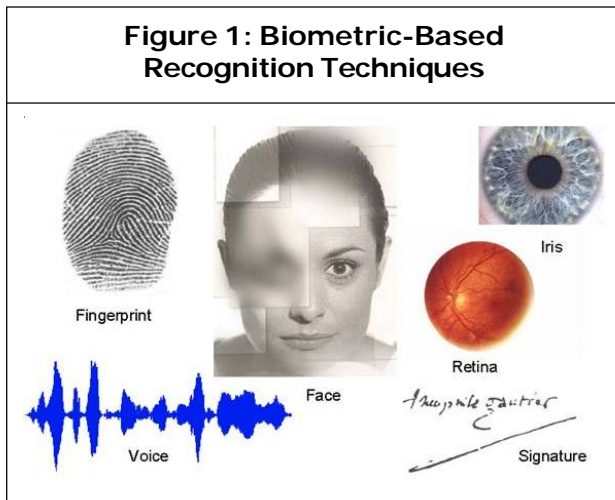 Figure 1: Biometric-Based
Recognition Techniques
Fingerprint
Face
Iris
Retina
Voice
Signature